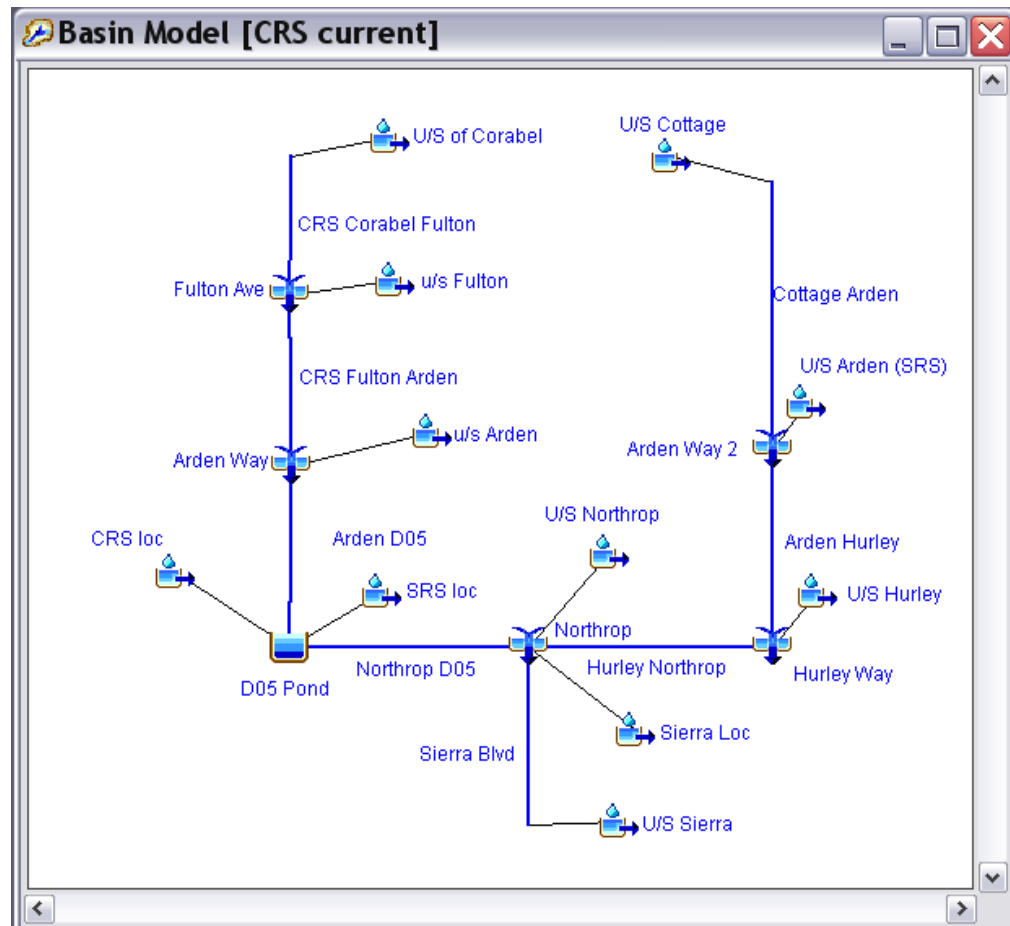 Basin Model [CRS current]
U/S of Corabel
U/S Cottage
CRS Corabel Fulton
Fulton Ave
u/s Fulton
Cottage Arden
CRS Fulton Arden
U/S Arden (SRS)
Arden Way
u/s Arden
Arden Way 2
U/S Northrop
CRS loc
Arden D05
Arden Hurley
SRS loc
U/S Hurley
Northrop
D05 Pond
Northrop D05
Hurley Northrop
Hurley Way
Sierra Blvd
Sierra Loc
U/S Sierra